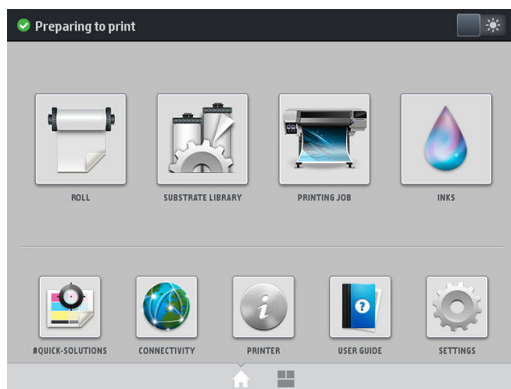 Preparing to print
ROLL
SUBSTRATE LIBRARY
PRINTING JOB
INKS
#QUICK-SOLUTIONS
CONNECTIVITY
PRINTER
USER GUIDE
SETTINGS